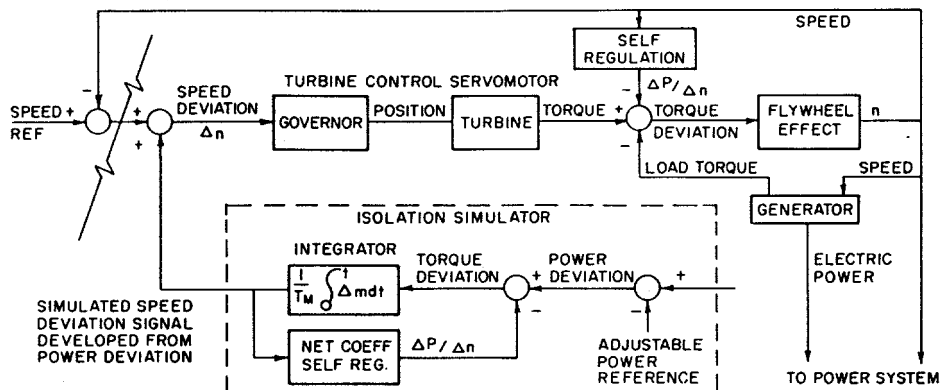 SPEED
SELF
REGULATION
TURBINE CONTROL SERVOMOTOR
ΔP/Δn
SPEED
DEVIATION
Δn
SPEED
REF
GOVERNOR
POSITION
TURBINE
TORQUE
TORQUE
DEVIATION
FLYWHEEL
EFFECT
n
LOAD TORQUE
SPEED
GENERATOR
ISOLATION SIMULATOR
INTEGRATOR
1/TM ∫0t Δmdt
TORQUE
DEVIATION
POWER
DEVIATION
ELECTRIC
POWER
SIMULATED SPEED
DEVIATION SIGNAL
DEVELOPED FROM
POWER DEVIATION
NET COEFF
SELF REG.
ΔP/Δn
ADJUSTABLE
POWER
REFERENCE
TO POWER SYSTEM